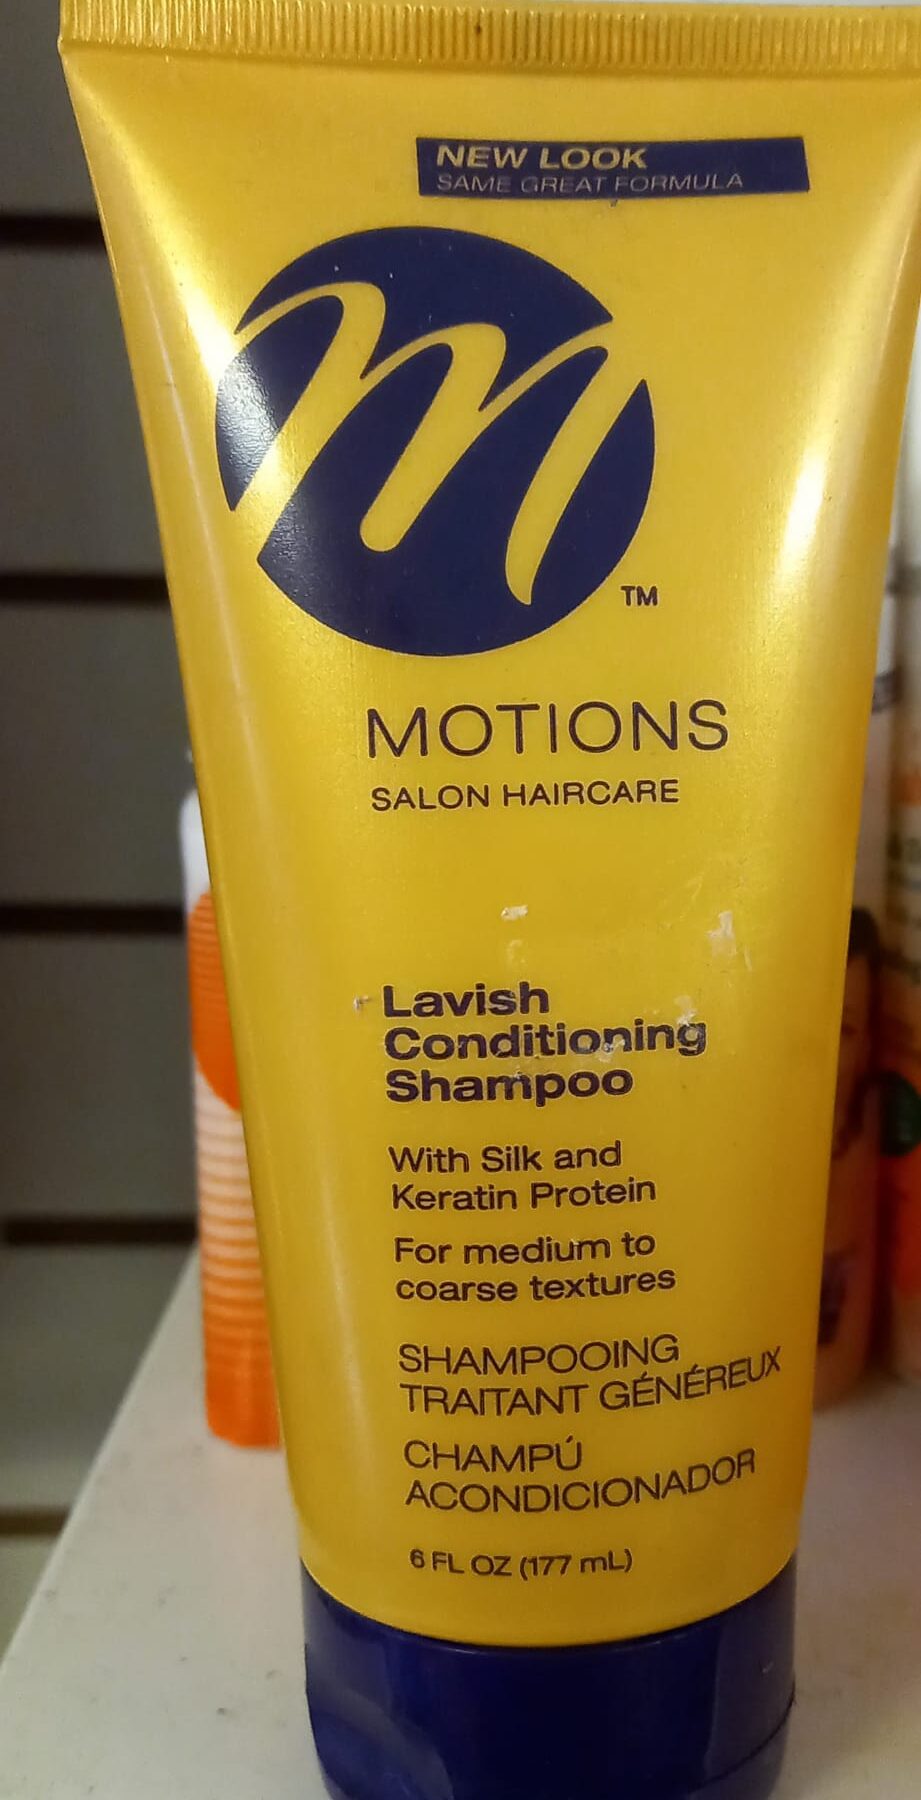 NEW LOOK
SAME GREAT FORMULA
m
TM
MOTIONS
SALON HAIRCARE
Lavish
Conditioning
Shampoo
With Silk and
Keratin Protein
For medium to
coarse textures
SHAMPOOING
TRAITANT GÉNÉREUX
CHAMPÚ
ACONDICIONADOR
6 FL OZ (177 mL)